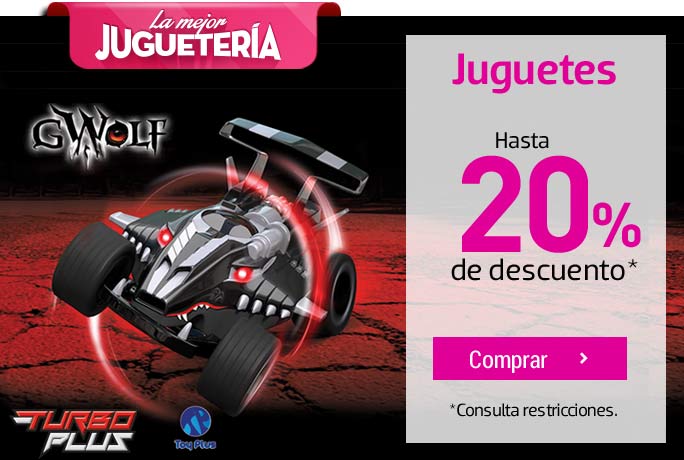 La mejor
JUGUETERÍA
GWOLF
Juguetes
Hasta
20%
de descuento*
Comprar >
*Consulta restricciones.
TURBO
PLUS
Toy Plus